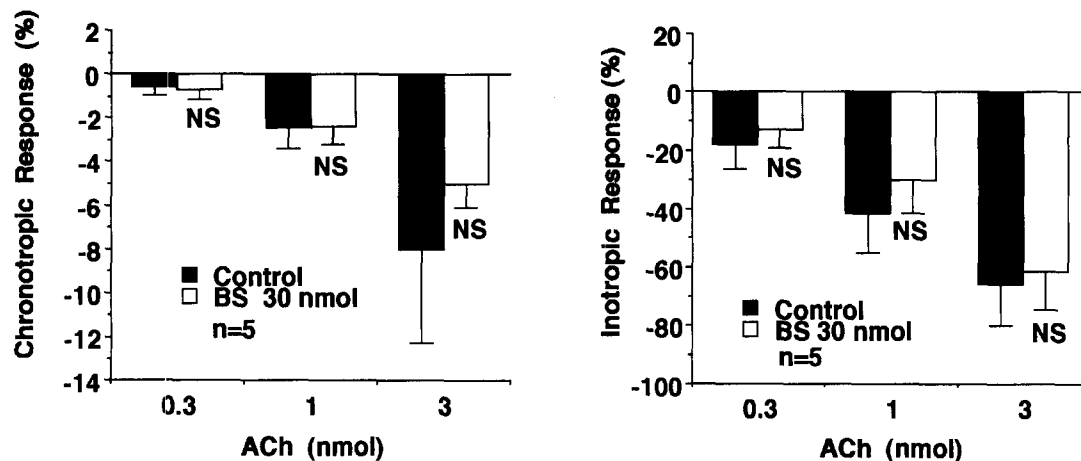 Chronotropic Response (%)
2
0
-2
-4
-6
-8
-10
-12
-14
NS
NS
NS
Control
BS 30 nmol
n=5
0.3 1 3
ACh (nmol)
Inotropic Response (%)
20
0
-20
-40
-60
-80
-100
NS
NS
NS
Control
BS 30 nmol
n=5
0.3 1 3
ACh (nmol)